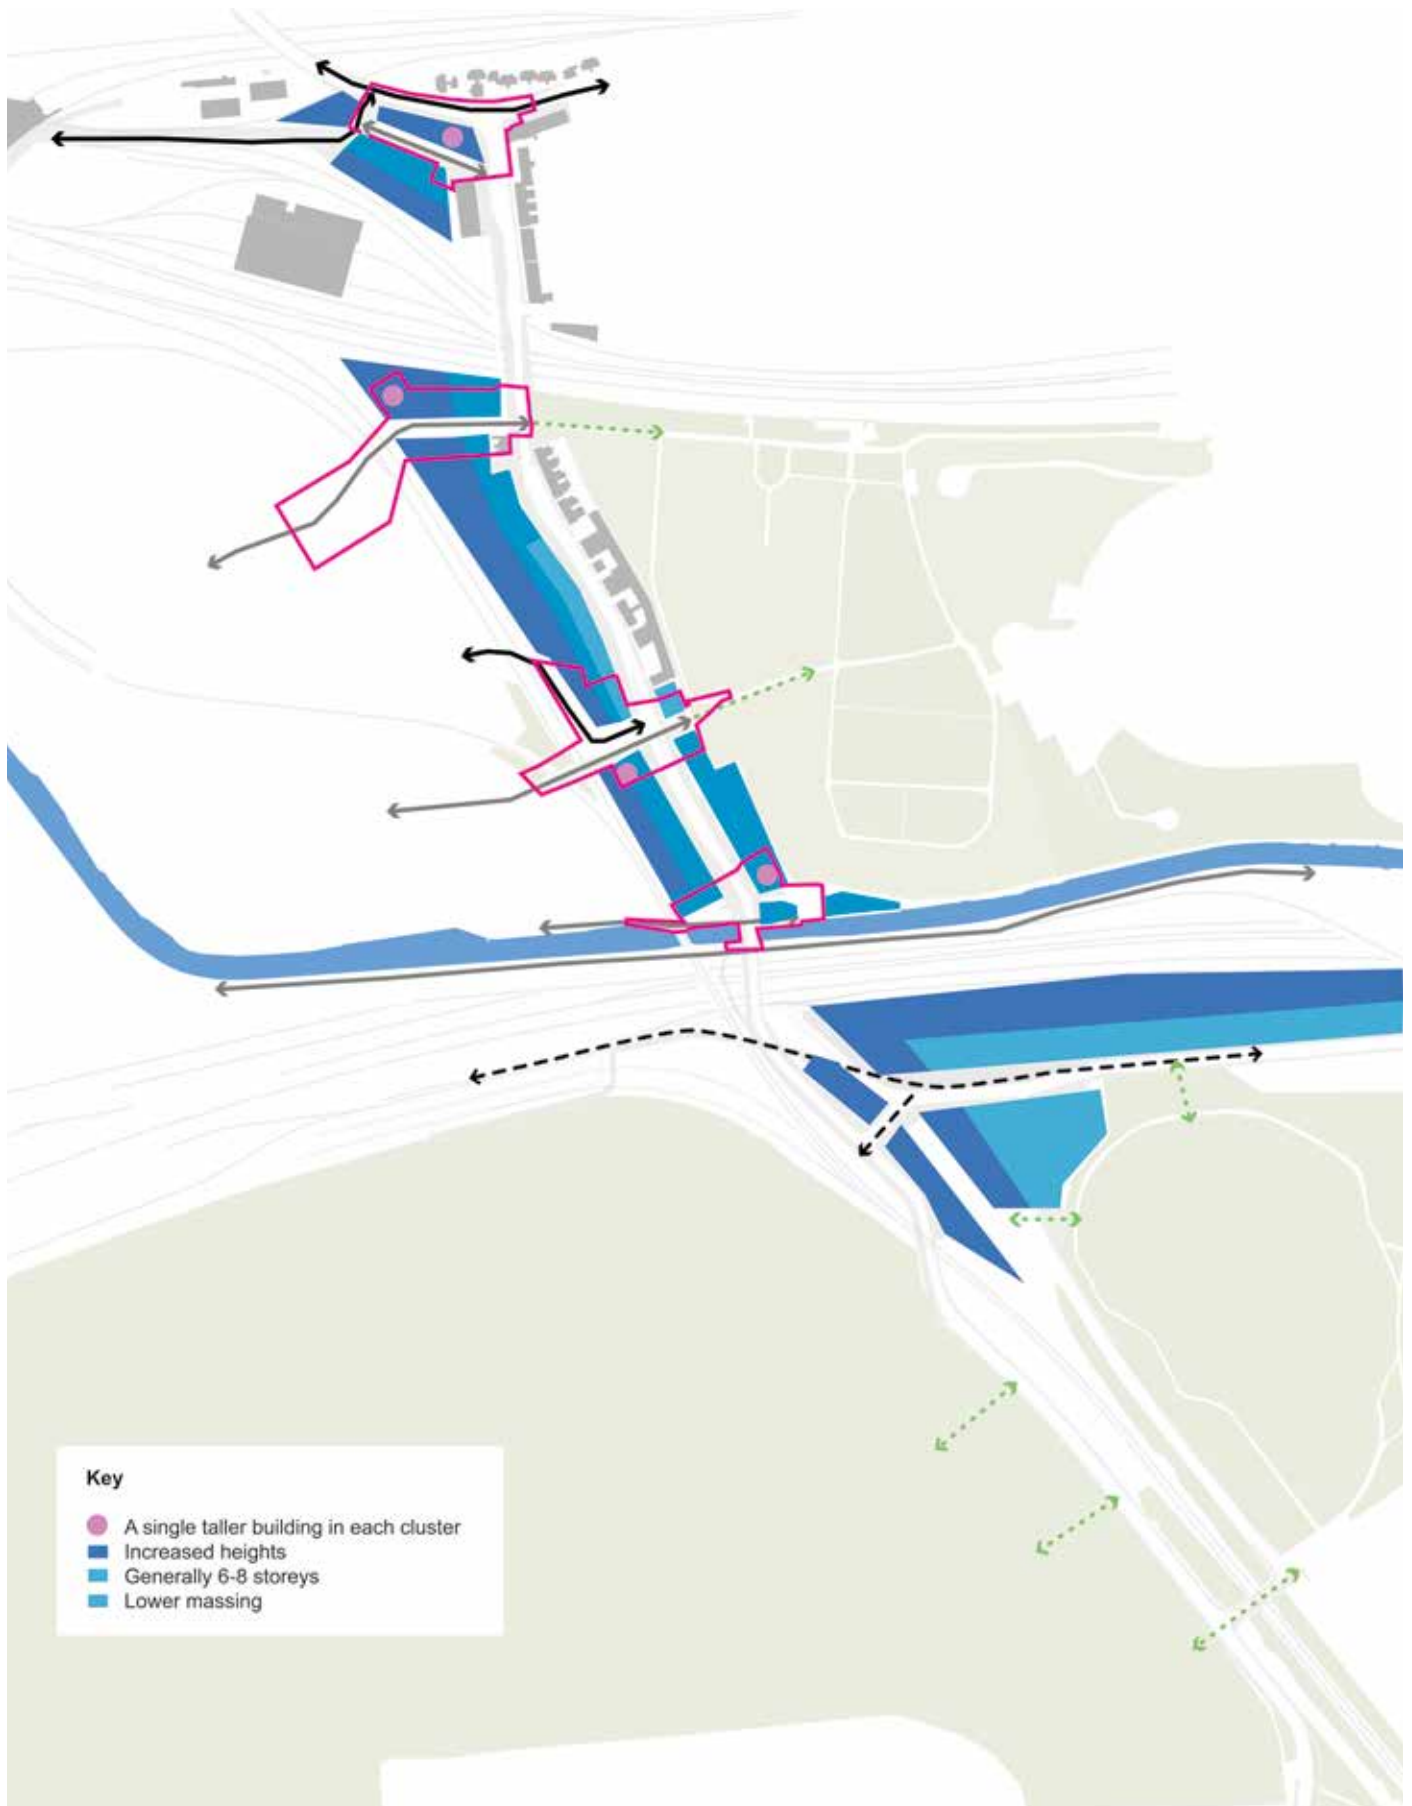 Key
A single taller building in each cluster
Increased heights
Generally 6-8 storeys
Lower massing